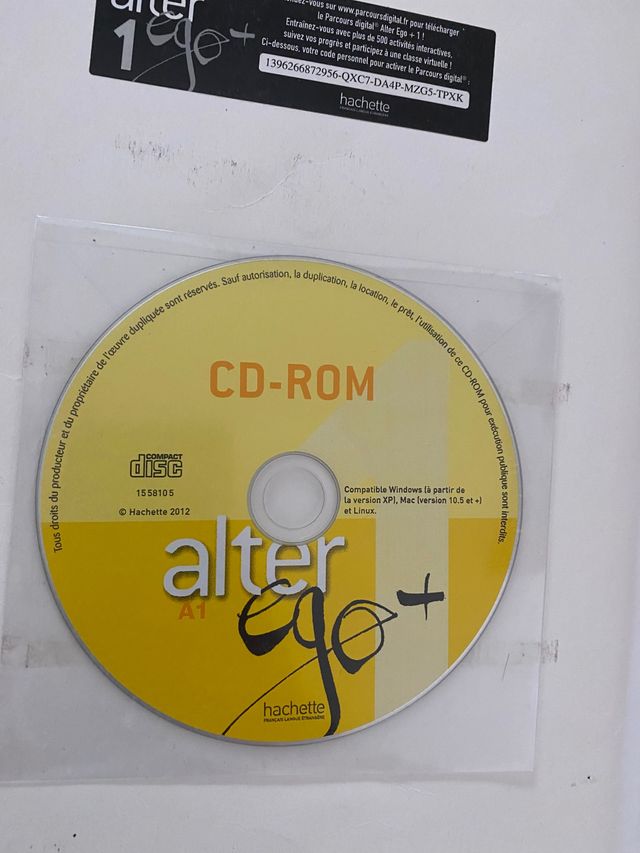 alter
1 ego
-vous sur www.parcoursdigital.fr pour télécharger
le Parcours digital® Alter Ego + 1 !
Entraînez-vous avec plus de 500 activités interactives,
suivez vos progrès et participez à une classe virtuelle !
Ci-dessous, votre code personnel pour activer le Parcours digital® :
1396266872956-QXC7-DA4P-MZG5-TPXK
hachette
FRANÇAIS LANGUE ÉTRANGÈRE
Tous droits du producteur et du propriétaire de l'œuvre dupliquée sont réservés. Sauf autorisation, la duplication, la location, le prêt, l'utilisation de ce CD-ROM pour exécution publique sont interdits.
CD-ROM
1
COMPACT
disc
1558105
© Hachette 2012
Compatible Windows (à partir de
la version XP), Mac (version 10.5 et +)
et Linux.
alter
A1
ego+
hachette
FRANÇAIS LANGUE ÉTRANGÈRE